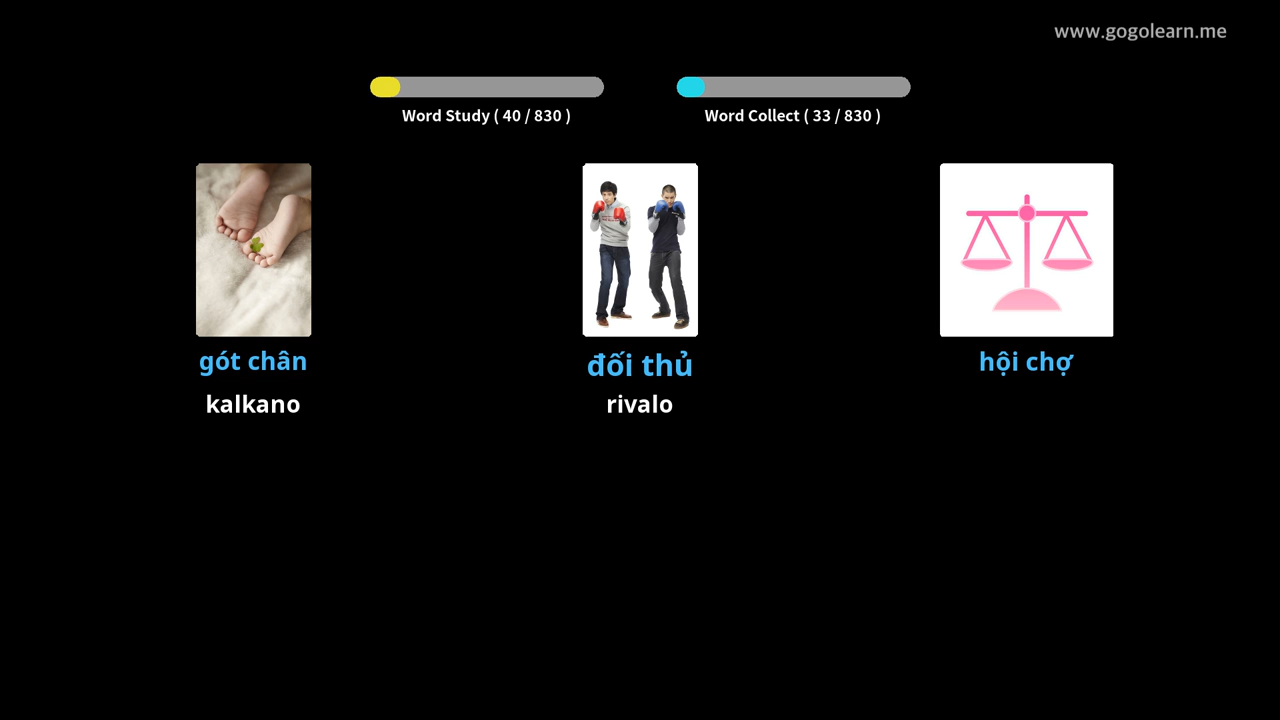 www.gogolearn.me
Word Study ( 40 / 830 )
Word Collect ( 33 / 830 )
gót chân
đối thủ
hội chợ
kalkano
rivalo